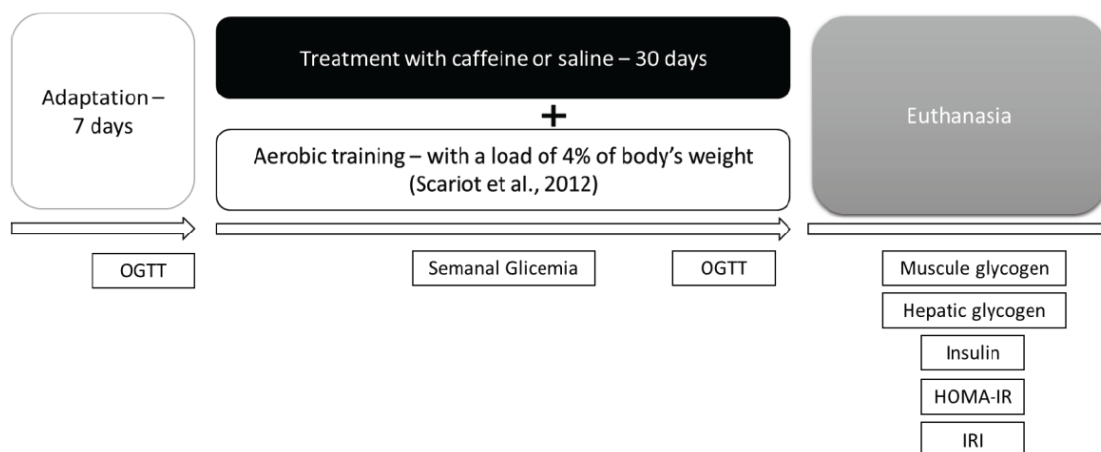 Adaptation –
7 days
Treatment with caffeine or saline – 30 days
+
Aerobic training – with a load of 4% of body's weight
(Scariot et al., 2012)
Euthanasia
OGTT
Semanal Glicemia
OGTT
Muscule glycogen
Hepatic glycogen
Insulin
HOMA-IR
IRI